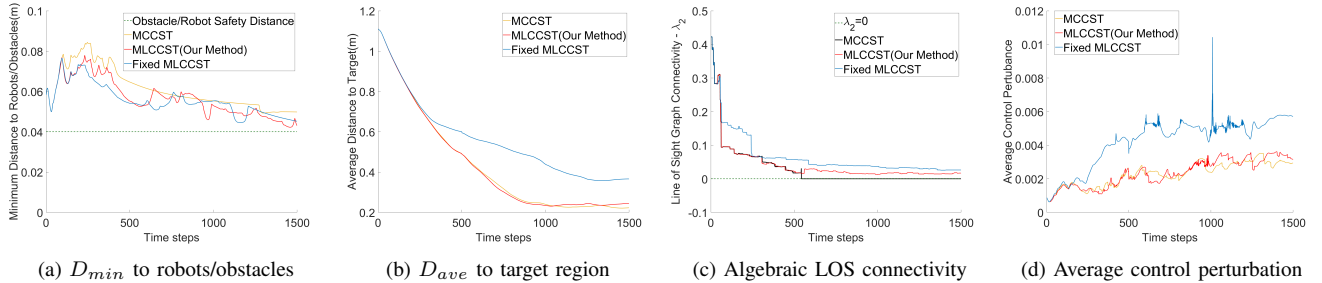 0.1
0.08
0.06
0.04
0.02
0
0
500
1000
1500
Minimum Distance to Robots/Obstacles(m)
Time steps
Obstacle/Robot Safety Distance
MCCST
MLCCST(Our Method)
Fixed MLCCST
(a) D_min to robots/obstacles
1.2
1
0.8
0.6
0.4
0.2
0
500
1000
1500
Average Distance to Target(m)
Time steps
MCCST
MLCCST(Our Method)
Fixed MLCCST
(b) D_ave to target region
0.5
0.4
0.3
0.2
0.1
0
-0.1
0
500
1000
1500
Line of Sight Graph Connectivity - λ₂
Time steps
λ₂=0
MCCST
MLCCST(Our Method)
Fixed MLCCST
(c) Algebraic LOS connectivity
0.012
0.01
0.008
0.006
0.004
0.002
0
0
500
1000
1500
Average Control Pertubance
Time steps
MCCST
MLCCST(Our Method)
Fixed MLCCST
(d) Average control perturbation